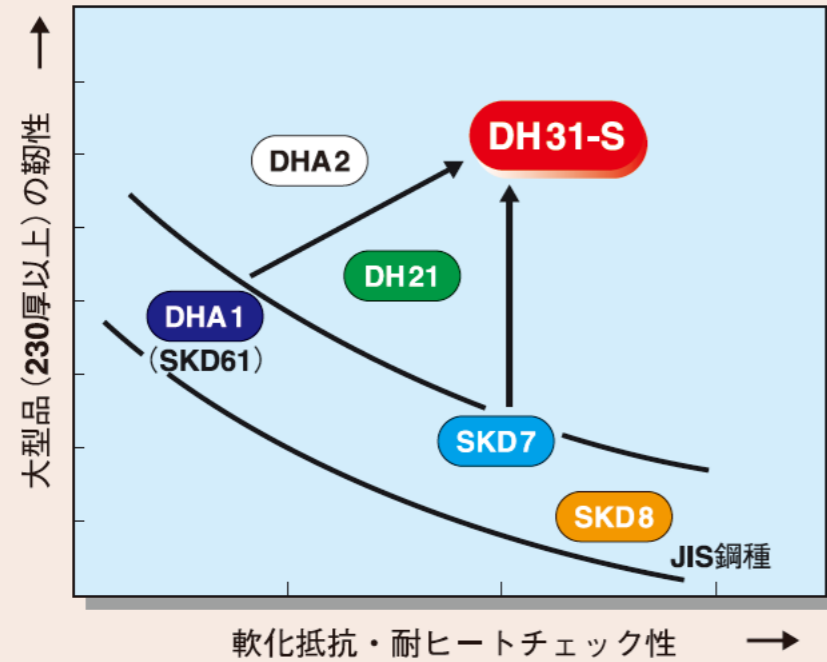 大型品(230厚以上)の靭性
DH31-S
DHA2
DH21
DHA1
(SKD61)
SKD7
SKD8
JIS鋼種
軟化抵抗・耐ヒートチェック性